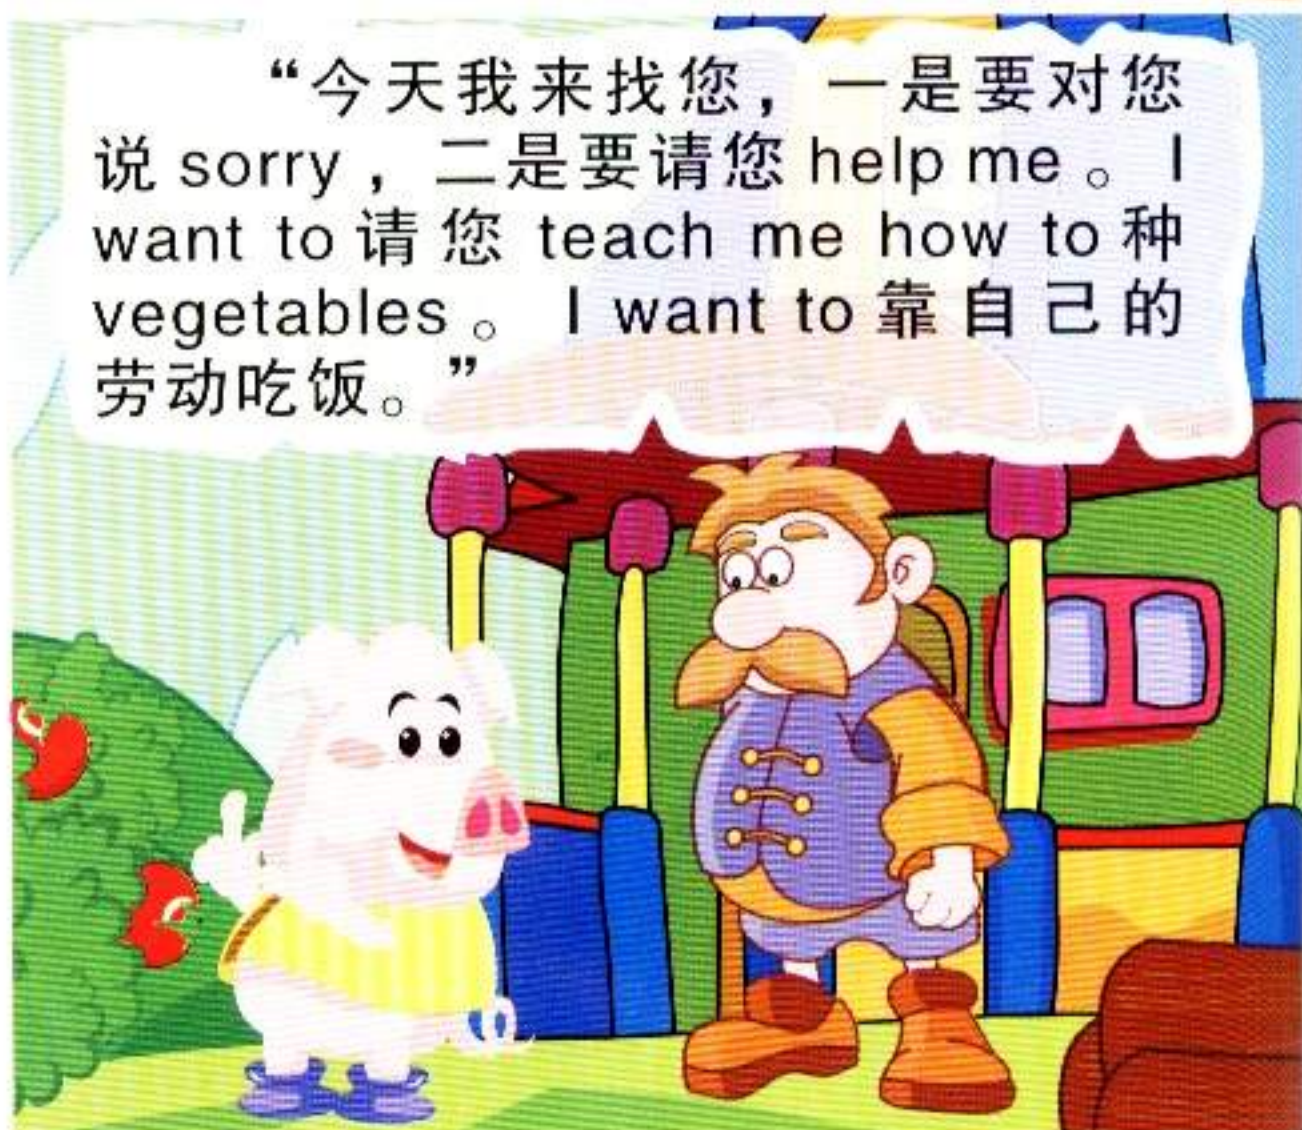 “今天我来找您，一是要对您
说 sorry，二是要请您 help me。I
want to 请您 teach me how to 种
vegetables。 I want to 靠自己的
劳动吃饭。”